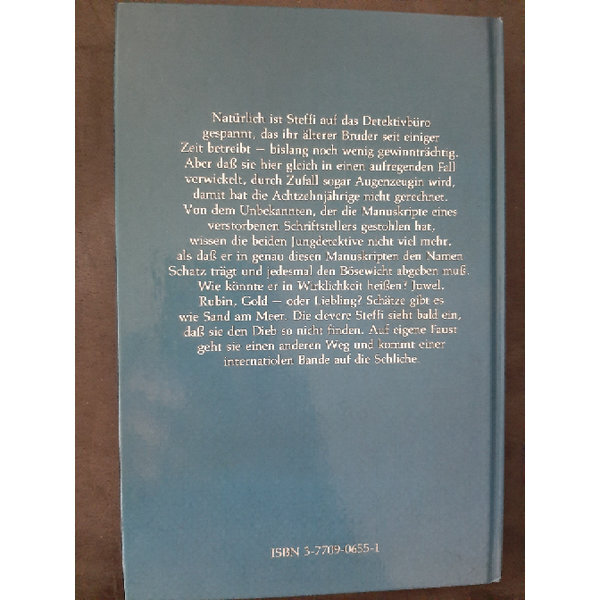 Natürlich ist Steffi auf das Detektivbüro
gespannt, das ihr älterer Bruder seit einiger
Zeit betreibt – bislang noch wenig gewinnträchtig.
Aber daß sie hier gleich in einen aufregenden Fall
verwickelt, durch Zufall sogar Augenzeugin wird,
damit hat die Achtzehnjährige nicht gerechnet.
Von dem Unbekannten, der die Manuskripte eines
verstorbenen Schriftstellers gestohlen hat,
wissen die beiden Jungdetektive nicht viel mehr,
als daß er in genau diesen Manuskripten den Namen
Schatz trägt und jedesmal den Bösewicht abgeben muß.
Wie könnte er in Wirklichkeit heißen? Juwel,
Rubin, Gold – oder Liebling? Schätze gibt es
wie Sand am Meer. Die clevere Steffi sieht bald ein,
daß sie den Dieb so nicht finden. Auf eigene Faust
geht sie einen anderen Weg und kommt einer
internatiolen Bande auf die Schliche.
ISBN 3-7709-0655-1